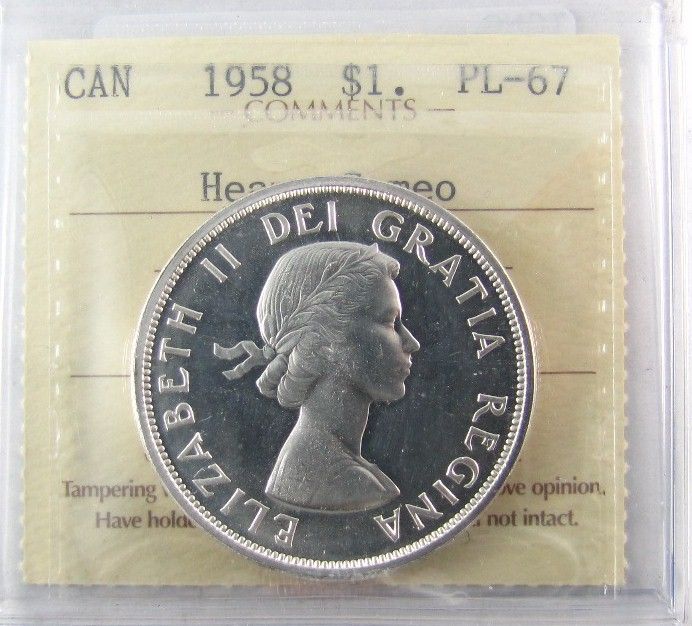 CAN 1958 $1. PL-67
COMMENTS
ELIZABETH II DEI GRATIA REGINA
Tampering opinion.
Have not intact.